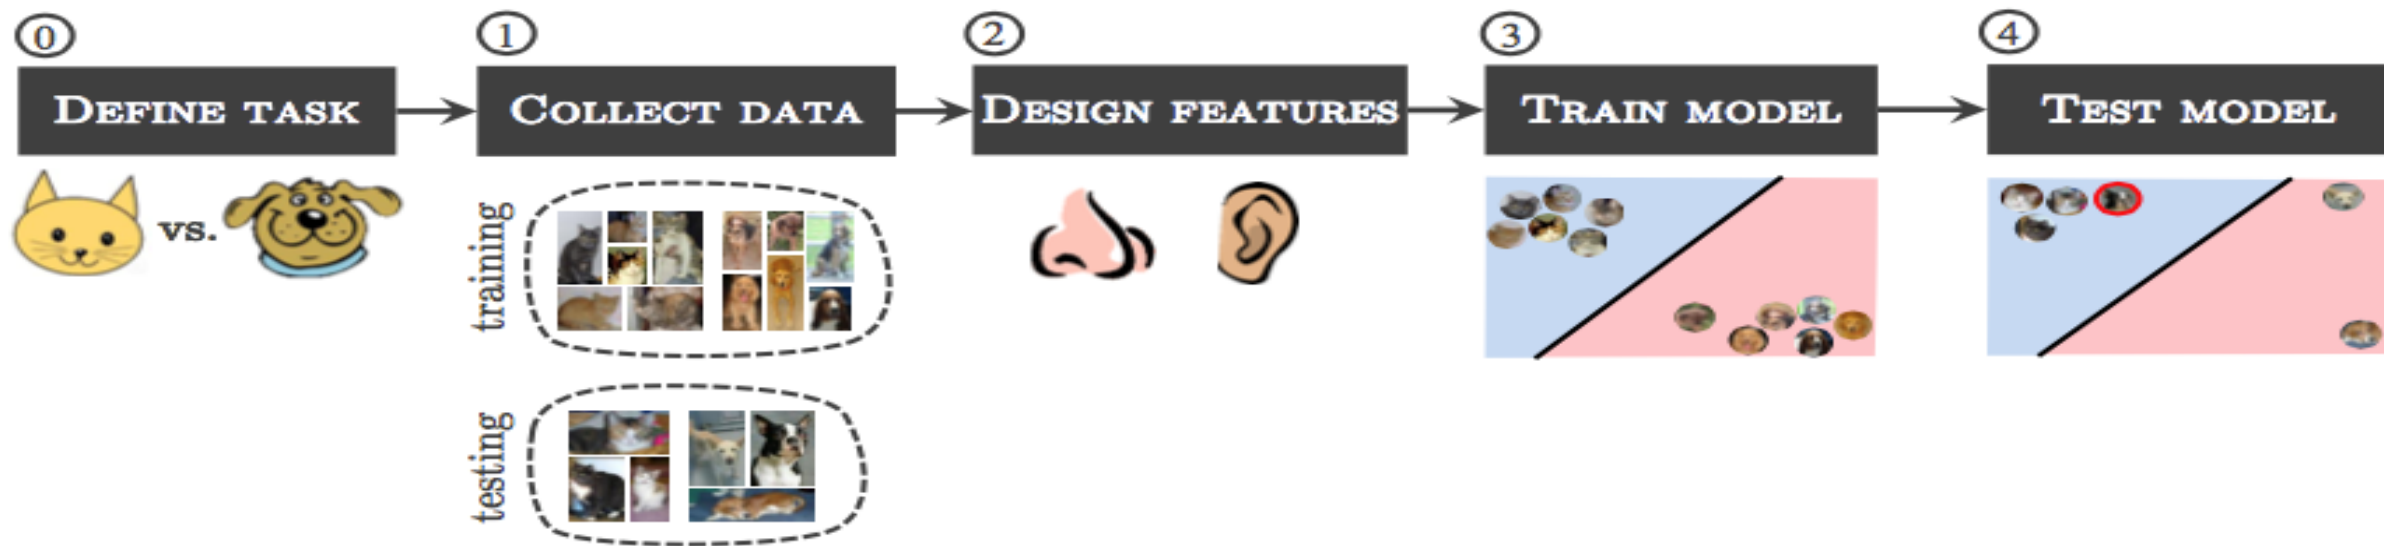 0
1
2
3
4
DEFINE TASK
COLLECT DATA
DESIGN FEATURES
TRAIN MODEL
TEST MODEL
vs.
training
testing